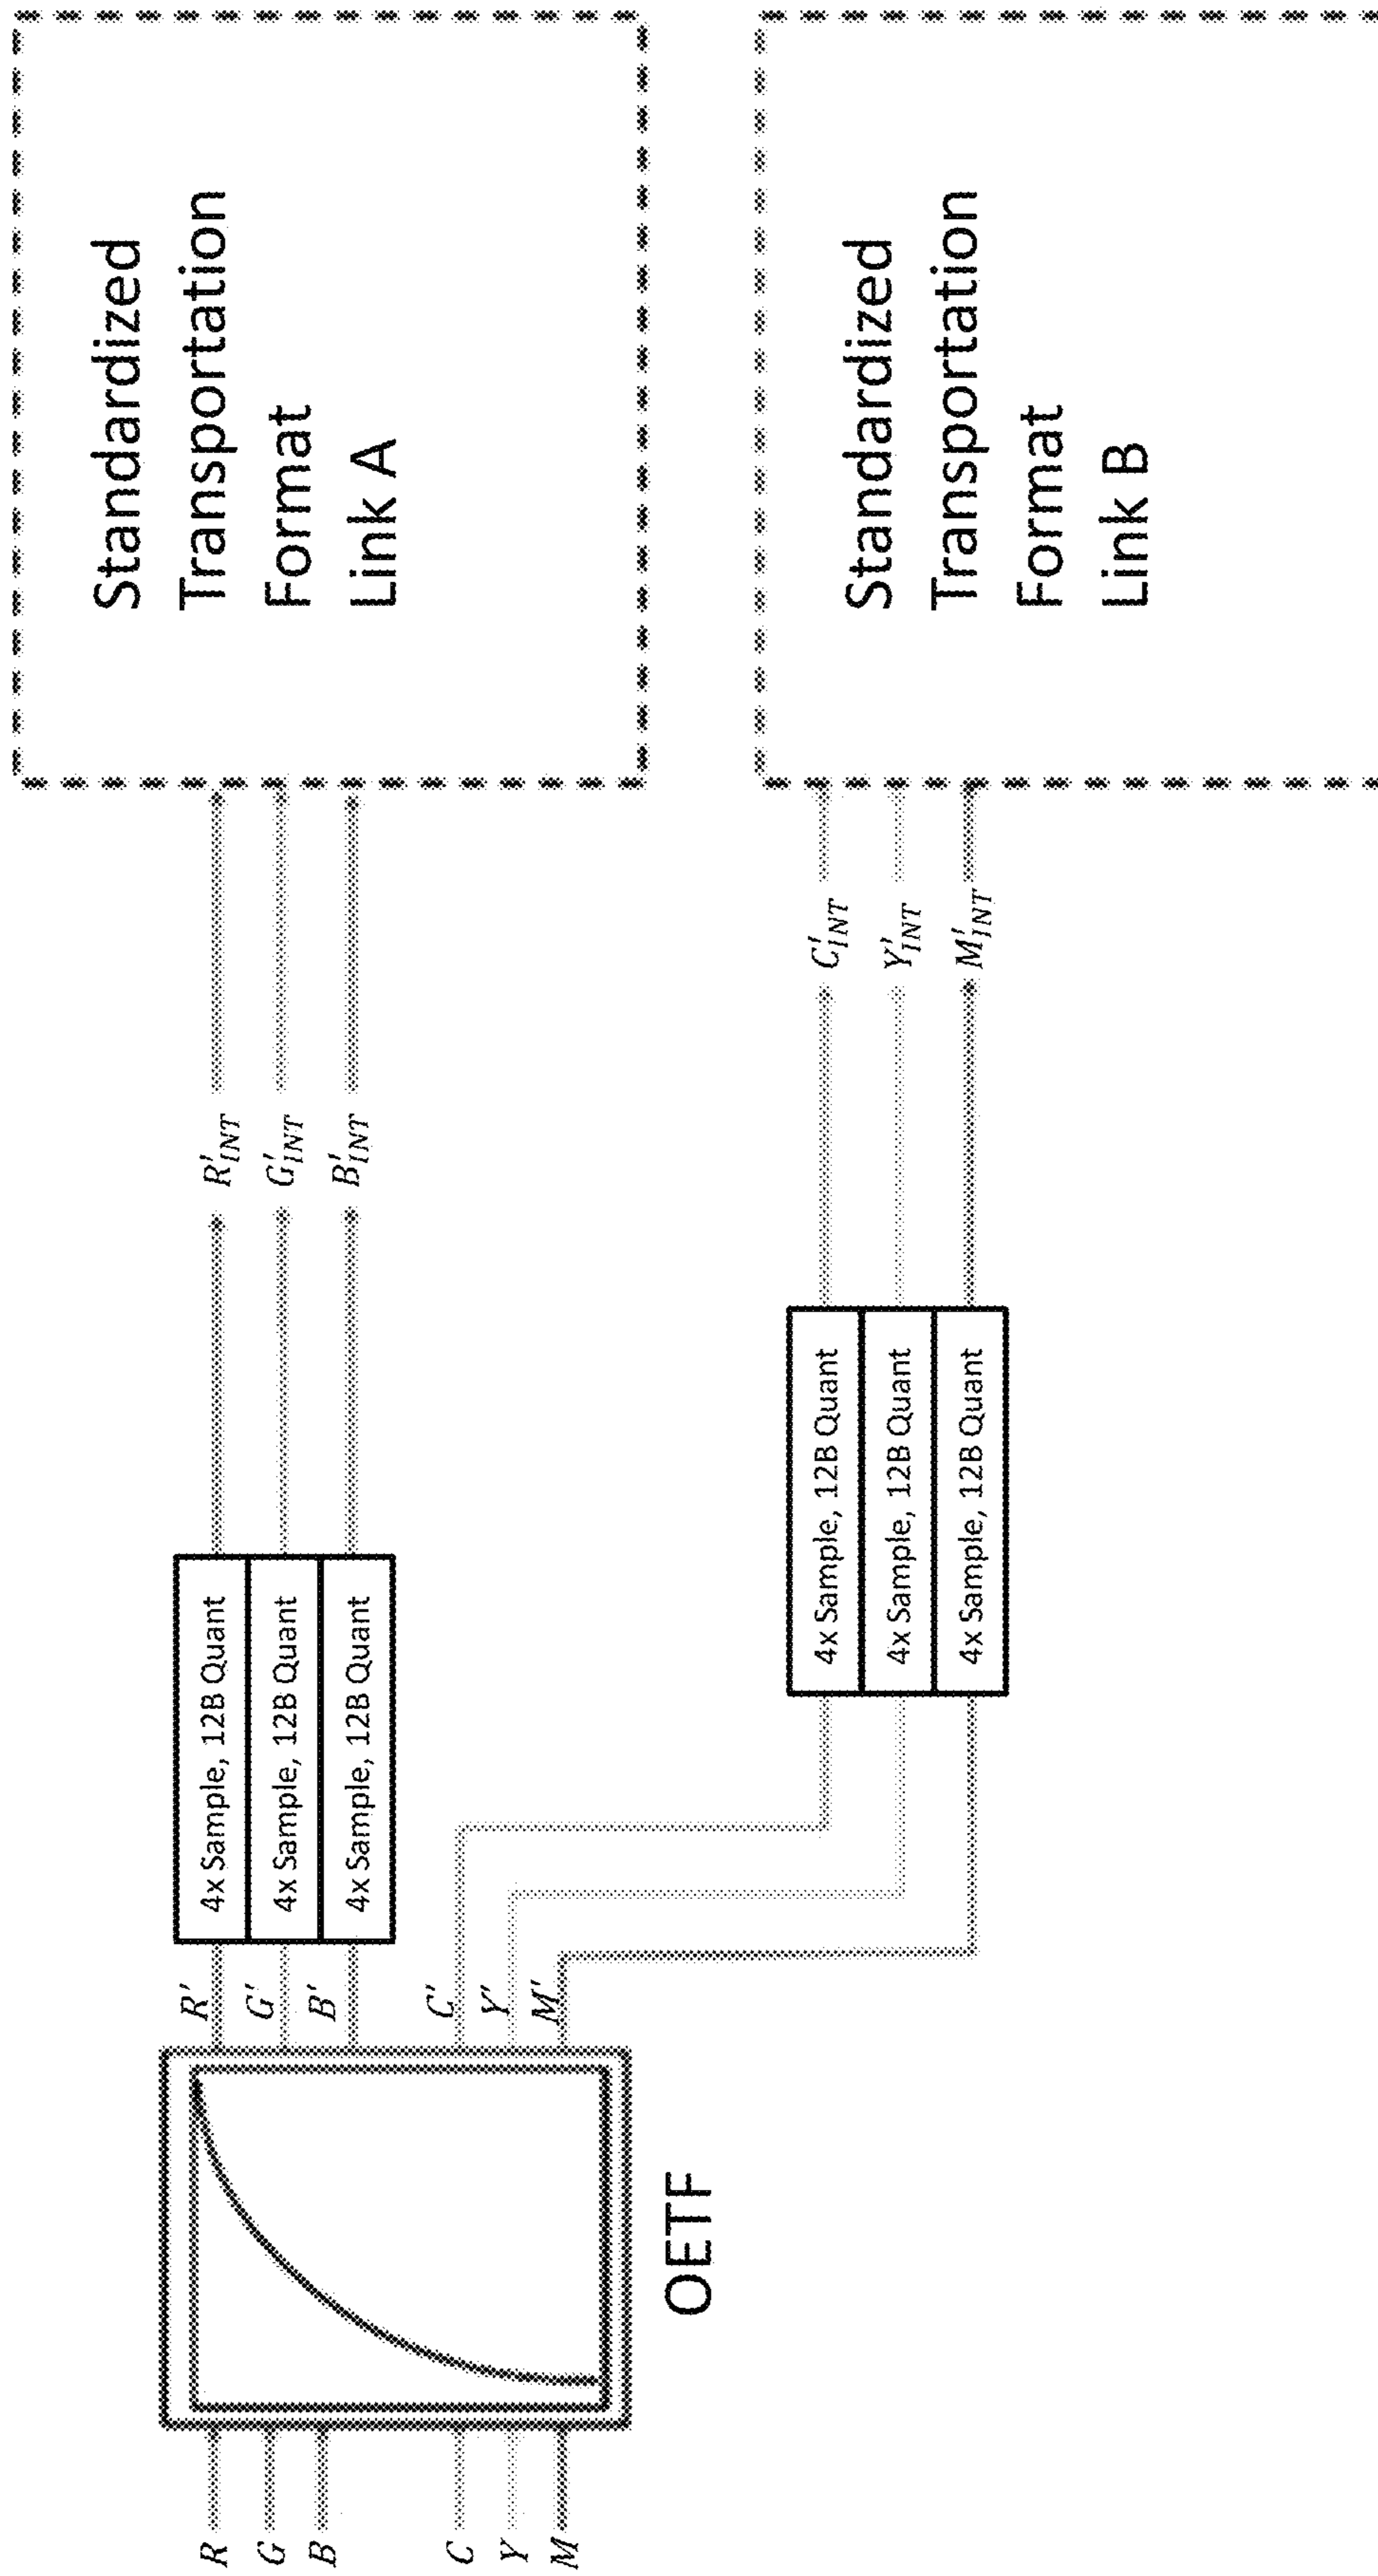 R
G
B
C
Y
M
OETF
R'
G'
B'
C'
Y'
M'
4x Sample, 12B Quant
4x Sample, 12B Quant
4x Sample, 12B Quant
4x Sample, 12B Quant
4x Sample, 12B Quant
4x Sample, 12B Quant
R'INT
G'INT
B'INT
C'INT
Y'INT
M'INT
Standardized
Transportation
Format
Link A
Standardized
Transportation
Format
Link B